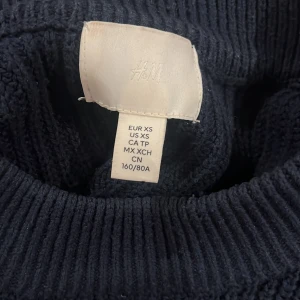 EUR XS
US XS
CA TP
MX XCH
CN
160/80A